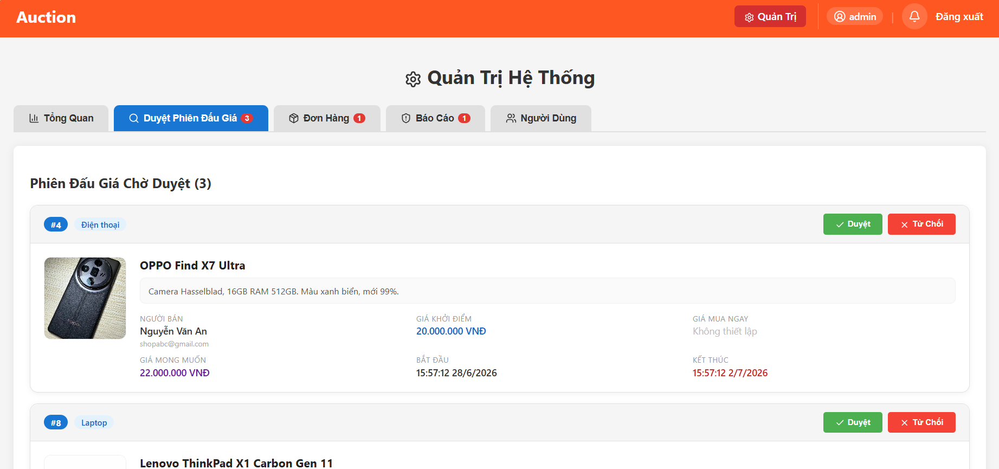 Auction
Quản Trị
admin
|
Đăng xuất
Quản Trị Hệ Thống
Tổng Quan
Duyệt Phiên Đấu Giá 3
Đơn Hàng 1
Báo Cáo 1
Người Dùng
Phiên Đấu Giá Chờ Duyệt (3)
#4 Điện thoại
Duyệt
Từ Chối
OPPO Find X7 Ultra
Camera Hasselblad, 16GB RAM 512GB. Màu xanh biển, mới 99%.
NGƯỜI BÁN
Nguyễn Văn An
shopabc@gmail.com
GIÁ KHỞI ĐIỂM
20.000.000 VNĐ
GIÁ MUA NGAY
Không thiết lập
GIÁ MONG MUỐN
22.000.000 VNĐ
BẮT ĐẦU
15:57:12 28/6/2026
KẾT THÚC
15:57:12 2/7/2026
#8 Laptop
Duyệt
Từ Chối
Lenovo ThinkPad X1 Carbon Gen 11